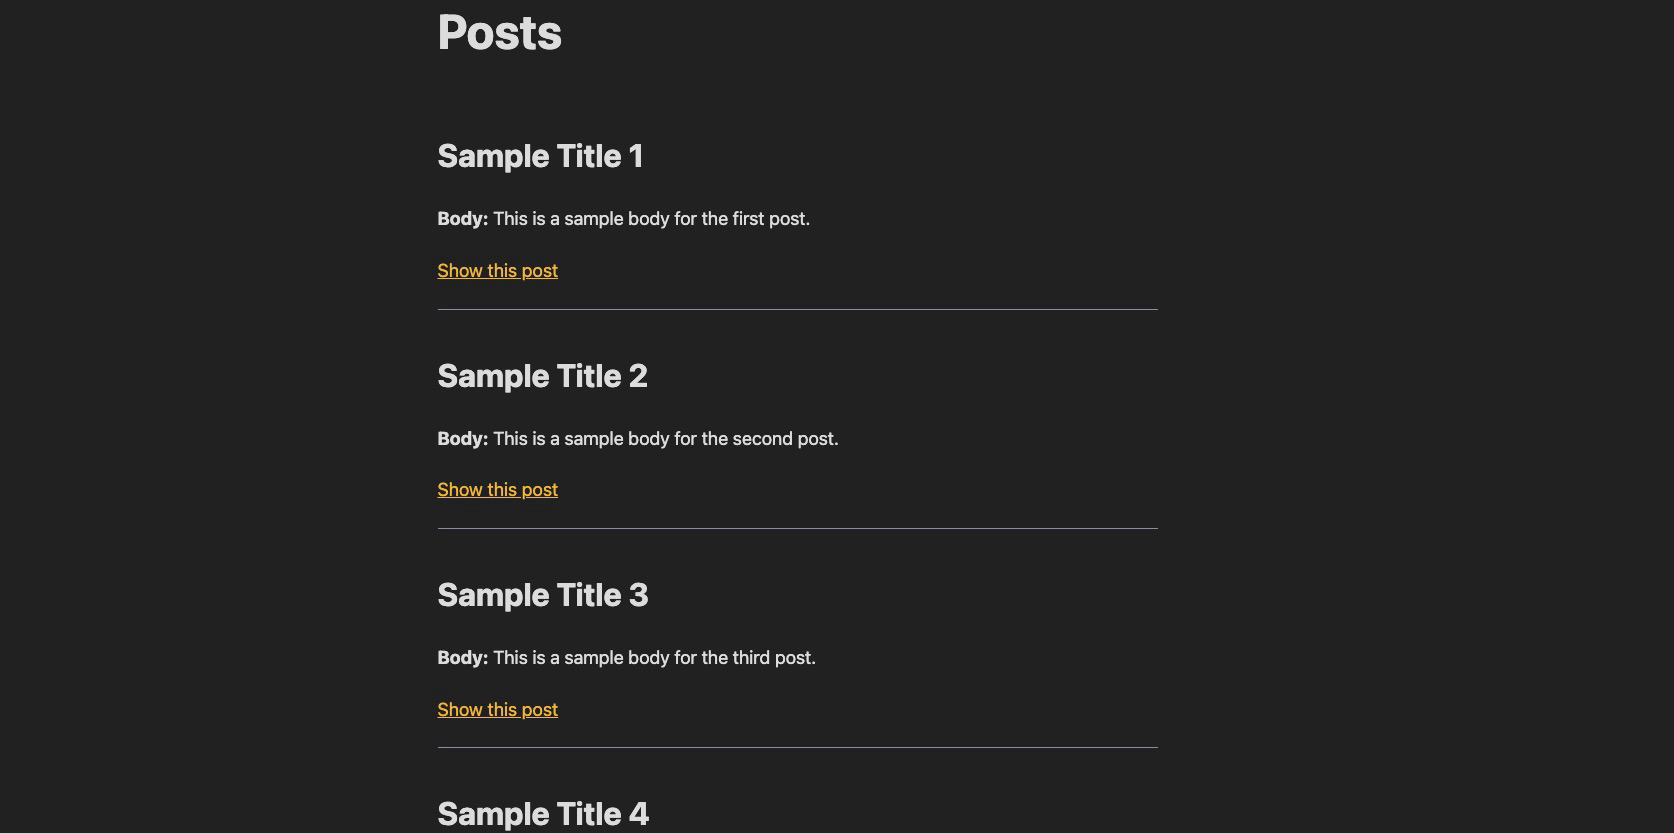 Posts
Sample Title 1
Body: This is a sample body for the first post.
Show this post
Sample Title 2
Body: This is a sample body for the second post.
Show this post
Sample Title 3
Body: This is a sample body for the third post.
Show this post
Sample Title 4